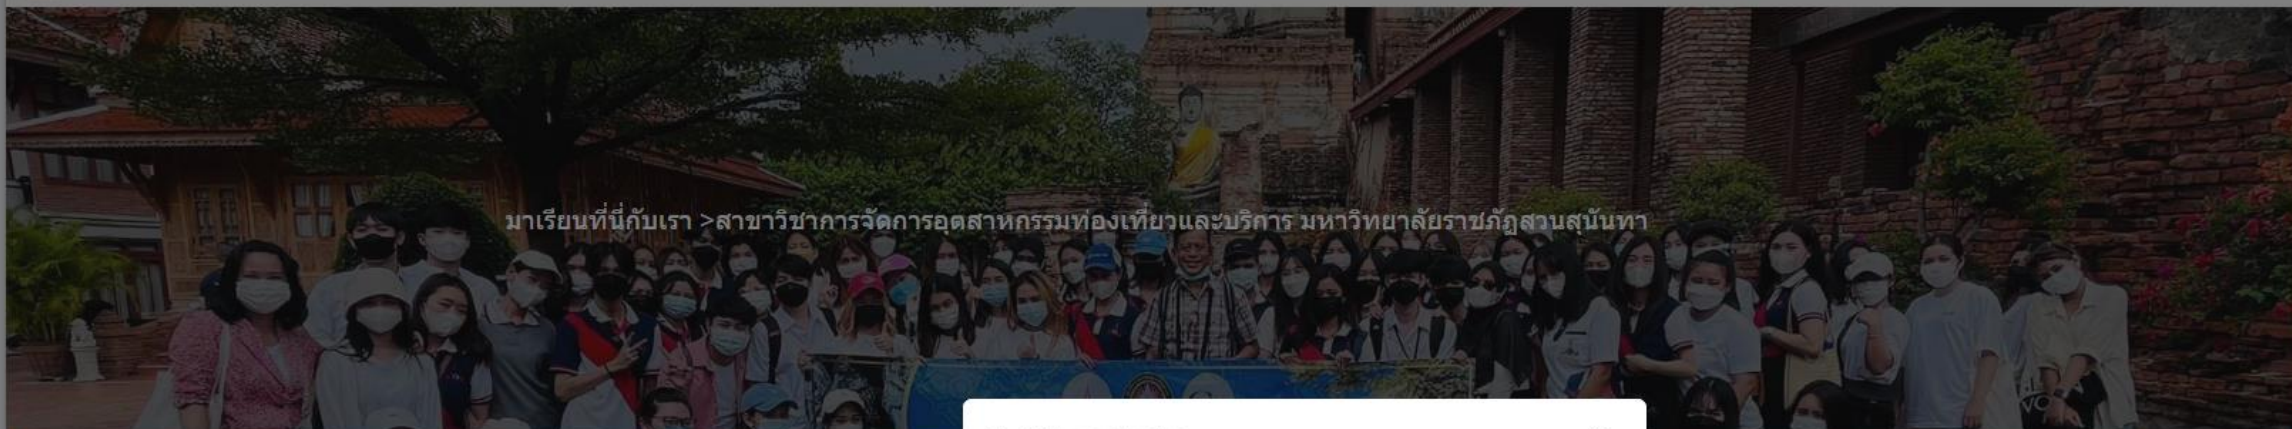 มาเรียนที่นี่กับเรา >สาขาวิชาการจัดการอุตสาหกรรมท่องเที่ยวและบริการ มหาวิทยาลัยราชภัฏสวนสุนันทา